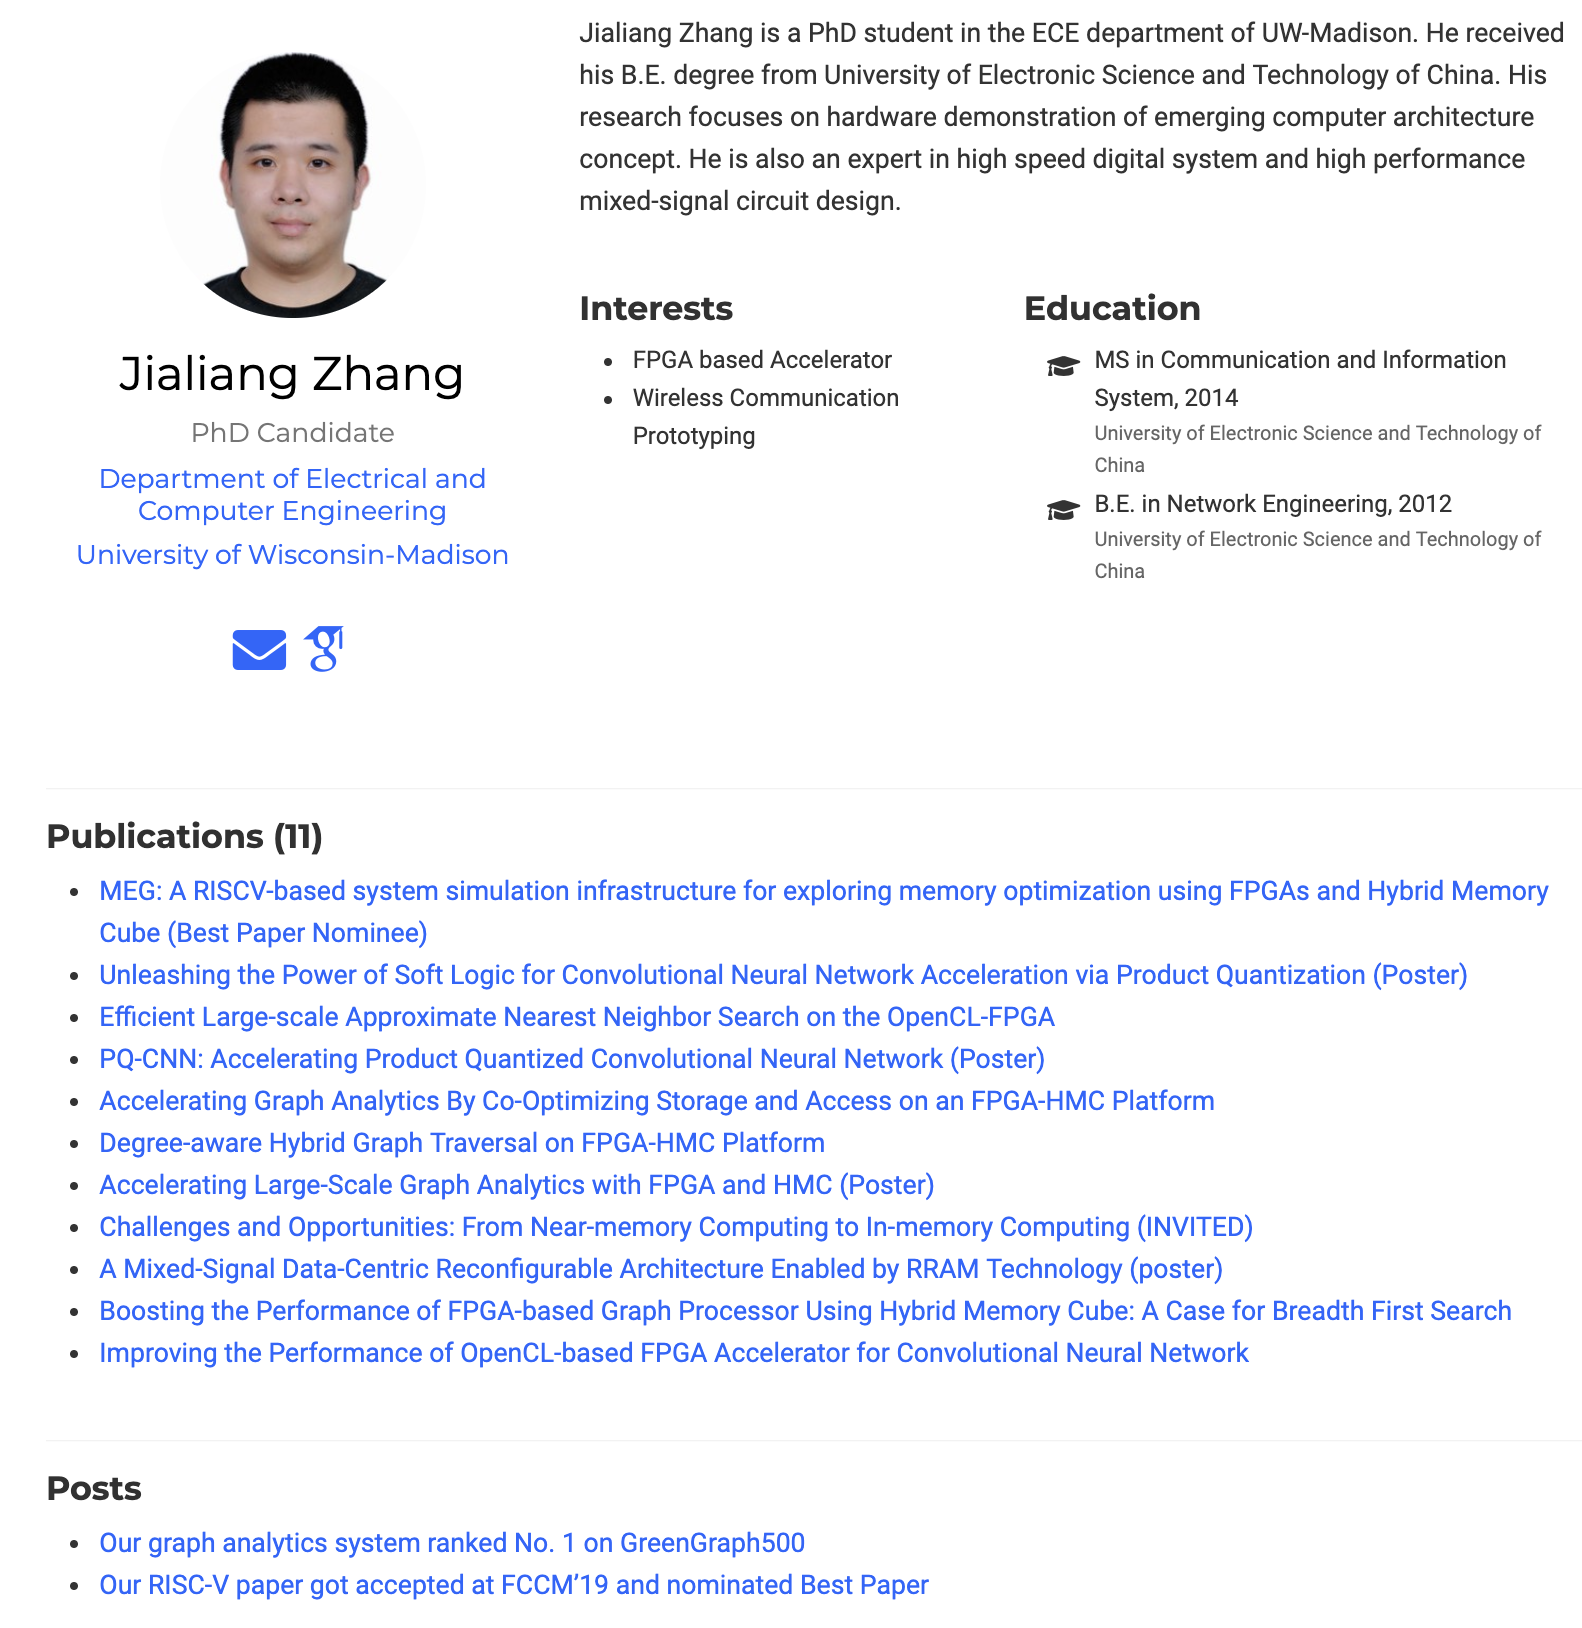 Jialiang Zhang is a PhD student in the ECE department of UW-Madison. He received
his B.E. degree from University of Electronic Science and Technology of China. His
research focuses on hardware demonstration of emerging computer architecture
concept. He is also an expert in high speed digital system and high performance
mixed-signal circuit design.
Jialiang Zhang
PhD Candidate
Department of Electrical and
Computer Engineering
University of Wisconsin-Madison
Interests
FPGA based Accelerator
Wireless Communication
Prototyping
Education
MS in Communication and Information
System, 2014
University of Electronic Science and Technology of
China
B.E. in Network Engineering, 2012
University of Electronic Science and Technology of
China
Publications (11)
MEG: A RISCV-based system simulation infrastructure for exploring memory optimization using FPGAs and Hybrid Memory
Cube (Best Paper Nominee)
Unleashing the Power of Soft Logic for Convolutional Neural Network Acceleration via Product Quantization (Poster)
Efficient Large-scale Approximate Nearest Neighbor Search on the OpenCL-FPGA
PQ-CNN: Accelerating Product Quantized Convolutional Neural Network (Poster)
Accelerating Graph Analytics By Co-Optimizing Storage and Access on an FPGA-HMC Platform
Degree-aware Hybrid Graph Traversal on FPGA-HMC Platform
Accelerating Large-Scale Graph Analytics with FPGA and HMC (Poster)
Challenges and Opportunities: From Near-memory Computing to In-memory Computing (INVITED)
A Mixed-Signal Data-Centric Reconfigurable Architecture Enabled by RRAM Technology (poster)
Boosting the Performance of FPGA-based Graph Processor Using Hybrid Memory Cube: A Case for Breadth First Search
Improving the Performance of OpenCL-based FPGA Accelerator for Convolutional Neural Network
Posts
Our graph analytics system ranked No. 1 on GreenGraph500
Our RISC-V paper got accepted at FCCM’19 and nominated Best Paper